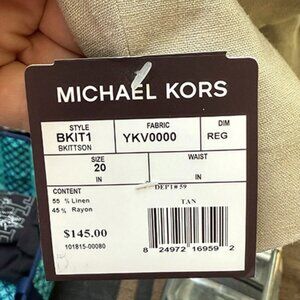 MICHAEL KORS
STYLE FABRIC DIM
BKIT1 YKV0000 REG
BKITTSON
SIZE WAIST
20
IN IN
CONTENT
DEPT# 59
55 % Linen TAN
45 % Rayon
$145.00
101815-00080
8 24972 16959 2